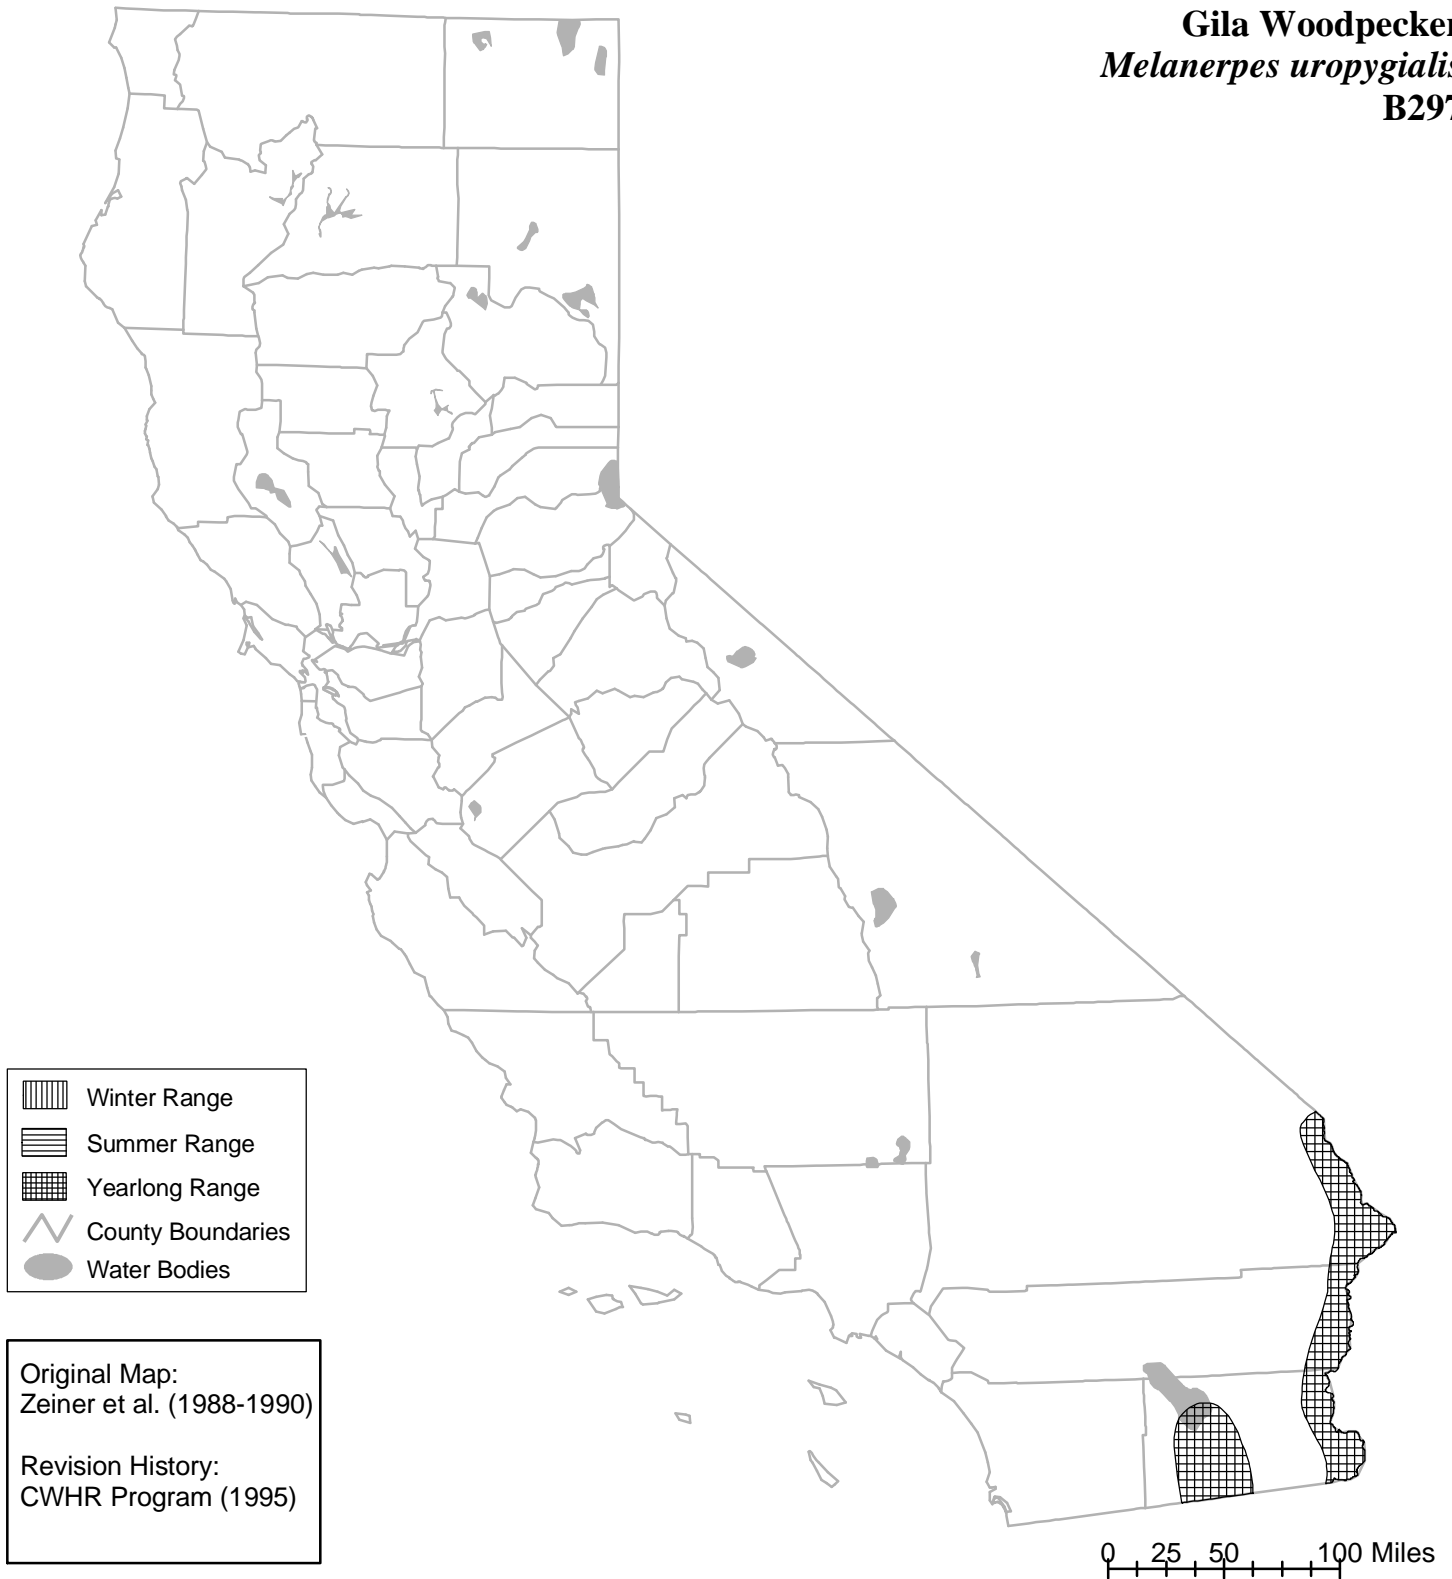 Gila Woodpecker
Melanerpes uropygialis
B297
Winter Range
Summer Range
Yearlong Range
County Boundaries
Water Bodies
Original Map:
Zeiner et al. (1988-1990)
Revision History:
CWHR Program (1995)
0 25 50 100 Miles